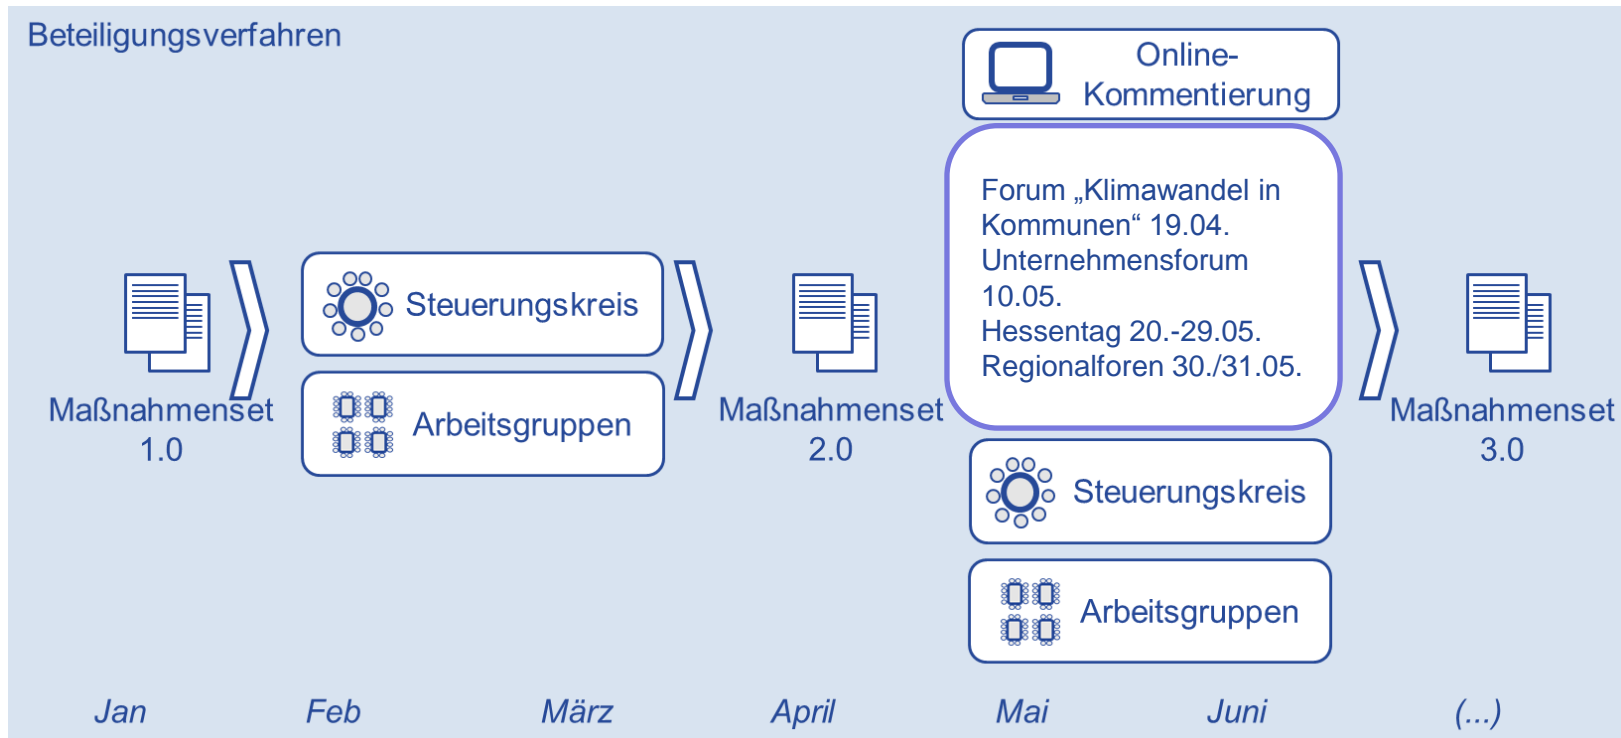 Beteiligungsverfahren
Online-
Kommentierung
Forum „Klimawandel in
Kommunen“ 19.04.
Unternehmensforum
10.05.
Hessentag 20.-29.05.
Regionalforen 30./31.05.
Maßnahmenset
1.0
Steuerungskreis
Arbeitsgruppen
Maßnahmenset
2.0
Steuerungskreis
Arbeitsgruppen
Maßnahmenset
3.0
Jan Feb März April Mai Juni (...)